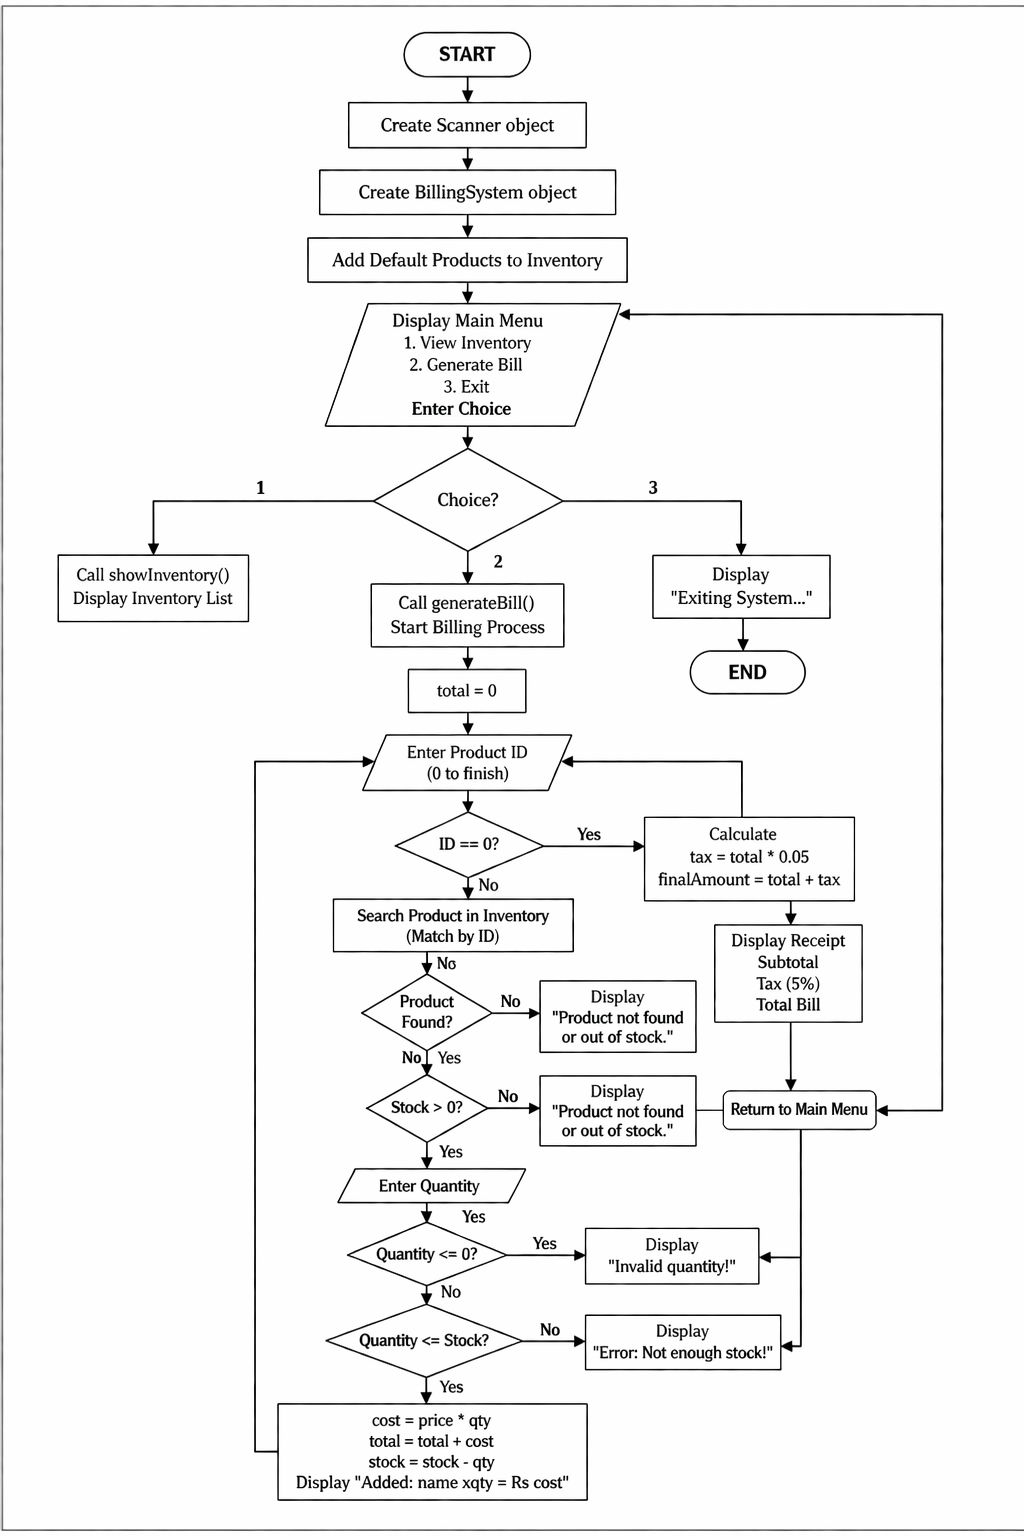 START
Create Scanner object
Create BillingSystem object
Add Default Products to Inventory
Display Main Menu
1. View Inventory
2. Generate Bill
3. Exit
Enter Choice
Choice?
1
3
2
Call showInventory()
Display Inventory List
Call generateBill()
Start Billing Process
Display
"Exiting System..."
END
total = 0
Enter Product ID
(0 to finish)
ID == 0?
Yes
No
Calculate
tax = total * 0.05
finalAmount = total + tax
Search Product in Inventory
(Match by ID)
No
Display Receipt
Subtotal
Tax (5%)
Total Bill
Product
Found?
No
Display
"Product not found
or out of stock."
No
Yes
Stock > 0?
No
Display
"Product not found
or out of stock."
Return to Main Menu
Yes
Enter Quantity
Yes
Quantity <= 0?
Yes
Display
"Invalid quantity!"
No
Quantity <= Stock?
No
Display
"Error: Not enough stock!"
Yes
cost = price * qty
total = total + cost
stock = stock - qty
Display "Added: name xqty = Rs cost"